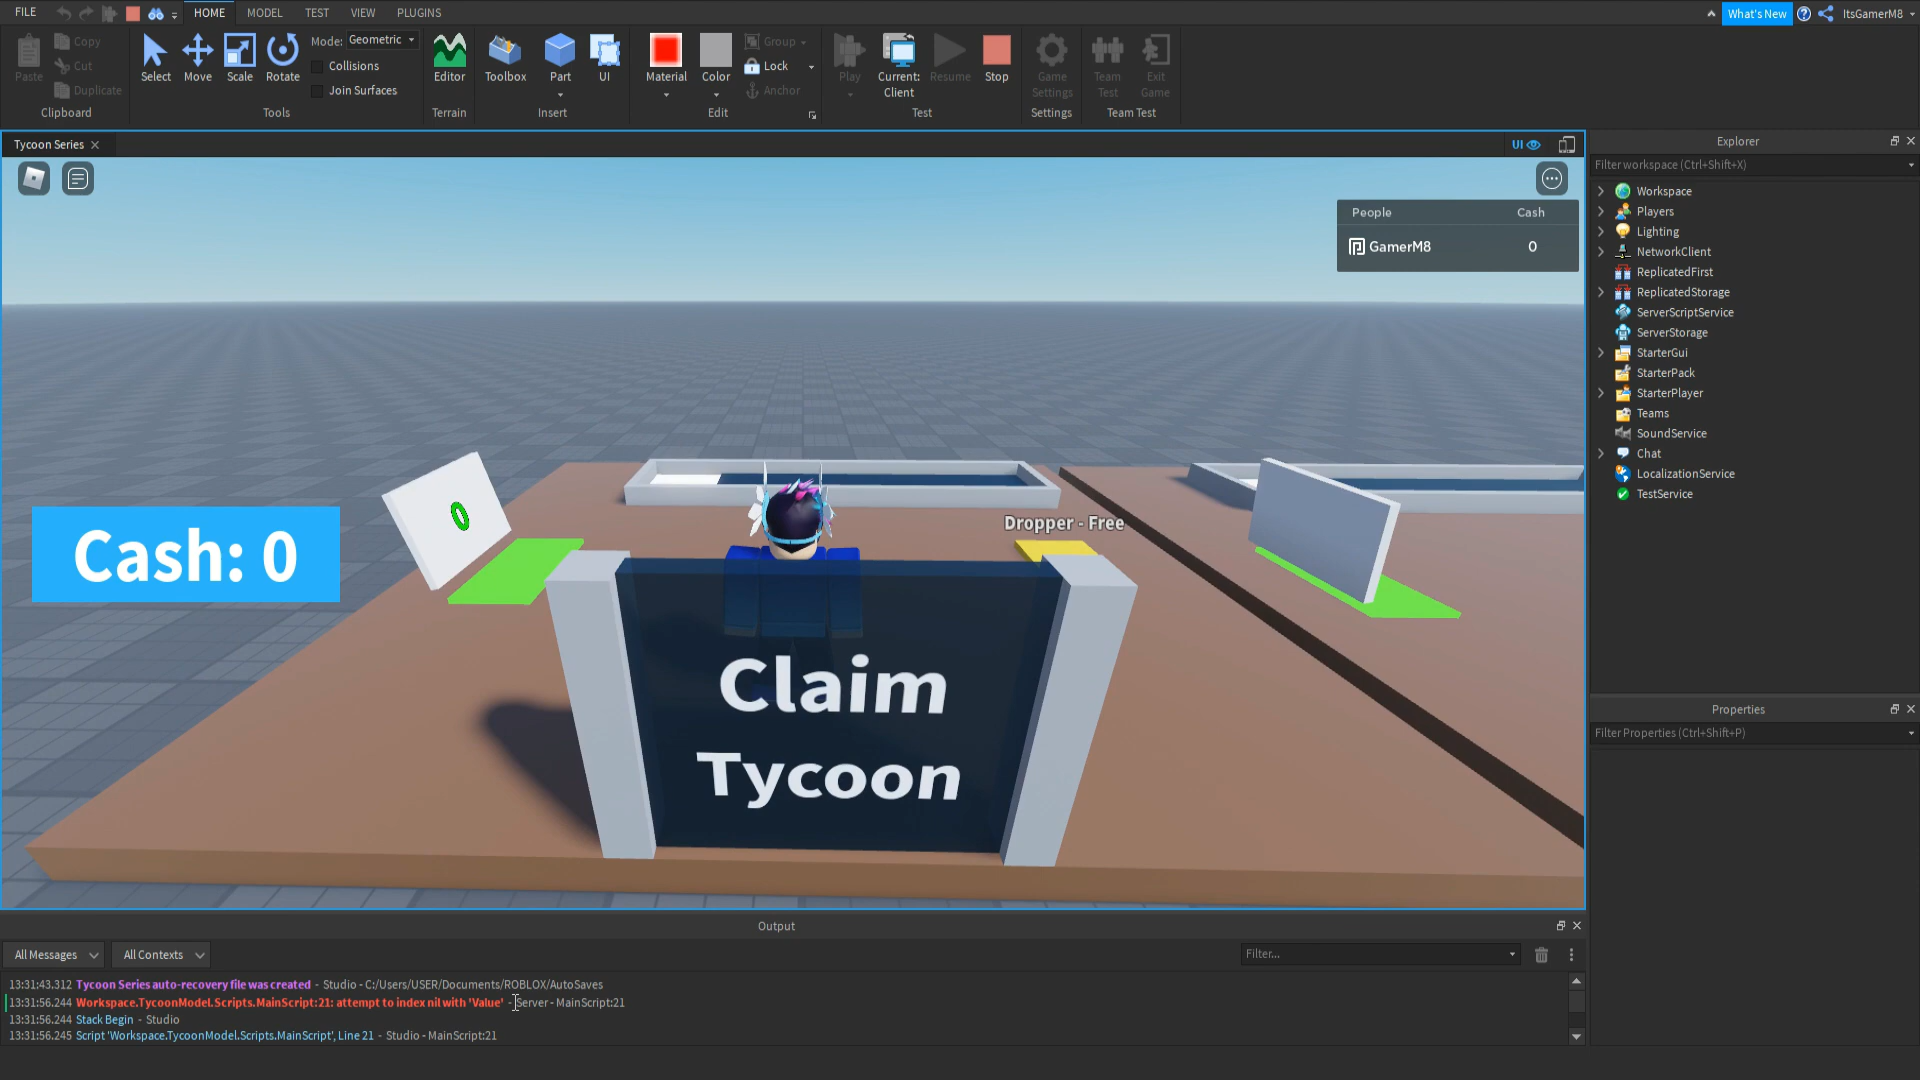 FILE HOME MODEL TEST VIEW PLUGINS What's New ItsGamerM8
Paste Copy Cut Duplicate
Clipboard
Select Move Scale Rotate Mode: Geometric
Collisions
Join Surfaces
Tools
Editor
Terrain
Toolbox Part UI
Insert
Material Color Group Lock Anchor
Edit
Play Current: Client Resume Stop
Test
Game Settings
Settings
Team Test Exit Game
Team Test
Tycoon Series UI
People Cash
GamerM8 0
0
Cash: 0
Dropper - Free
Claim
Tycoon
Explorer
Filter workspace (Ctrl+Shift+X)
Workspace
Players
Lighting
NetworkClient
ReplicatedFirst
ReplicatedStorage
ServerScriptService
ServerStorage
StarterGui
StarterPack
StarterPlayer
Teams
SoundService
Chat
LocalizationService
TestService
Properties
Filter Properties (Ctrl+Shift+P)
Output
All Messages All Contexts Filter...
13:31:43.312 Tycoon Series auto-recovery file was created - Studio - C:/Users/USER/Documents/ROBLOX/AutoSaves
13:31:56.244 Workspace.TycoonModel.Scripts.MainScript:21: attempt to index nil with 'Value' - Server - MainScript:21
13:31:56.244 Stack Begin - Studio
13:31:56.245 Script 'Workspace.TycoonModel.Scripts.MainScript', Line 21 - Studio - MainScript:21